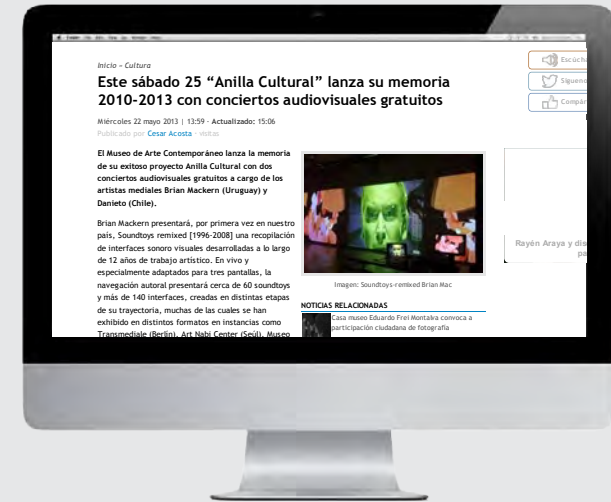 Inicio – Cultura
Este sábado 25 “Anilla Cultural” lanza su memoria
2010-2013 con conciertos audiovisuales gratuitos
Miércoles 22 mayo 2013 | 13:59 · Actualizado: 15:06
Publicado por Cesar Acosta · visitas
El Museo de Arte Contemporáneo lanza la memoria
de su exitoso proyecto Anilla Cultural con dos
conciertos audiovisuales gratuitos a cargo de los
artistas mediales Brian Mackern (Uruguay) y
Danieto (Chile).
Brian Mackern presentará, por primera vez en nuestro
país, Soundtoys remixed [1996-2008] una recopilación
de interfaces sonoro visuales desarrolladas a lo largo
de 12 años de trabajo artístico. En vivo y
especialmente adaptados para tres pantallas, la
navegación autoral presentará cerca de 60 soundtoys
y más de 140 interfaces, creadas en distintas etapas
de su trayectoria, muchas de las cuales se han
exhibido en distintos formatos en instancias como
Transmediale (Berlín), Art Nabi Center (Seúl), Museo
Imagen: Soundtoys-remixed Brian Mac
NOTICIAS RELACIONADAS
Casa museo Eduardo Frei Montalva convoca a
participación ciudadana de fotografía
Escucha
Sígueno
Compár
Rayén Araya y dis
pa